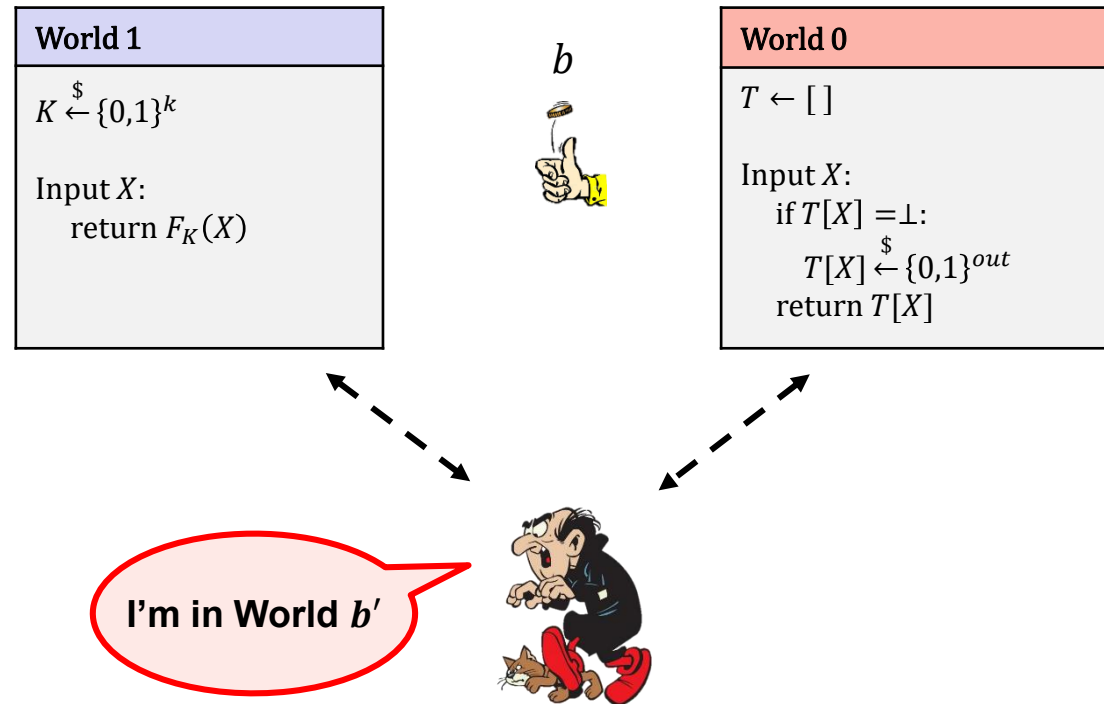 World 1
K ←$ {0,1}^k
Input X:
return F_K(X)
b
World 0
T ← [ ]
Input X:
if T[X] =⊥:
T[X] ←$ {0,1}^out
return T[X]
I'm in World b′